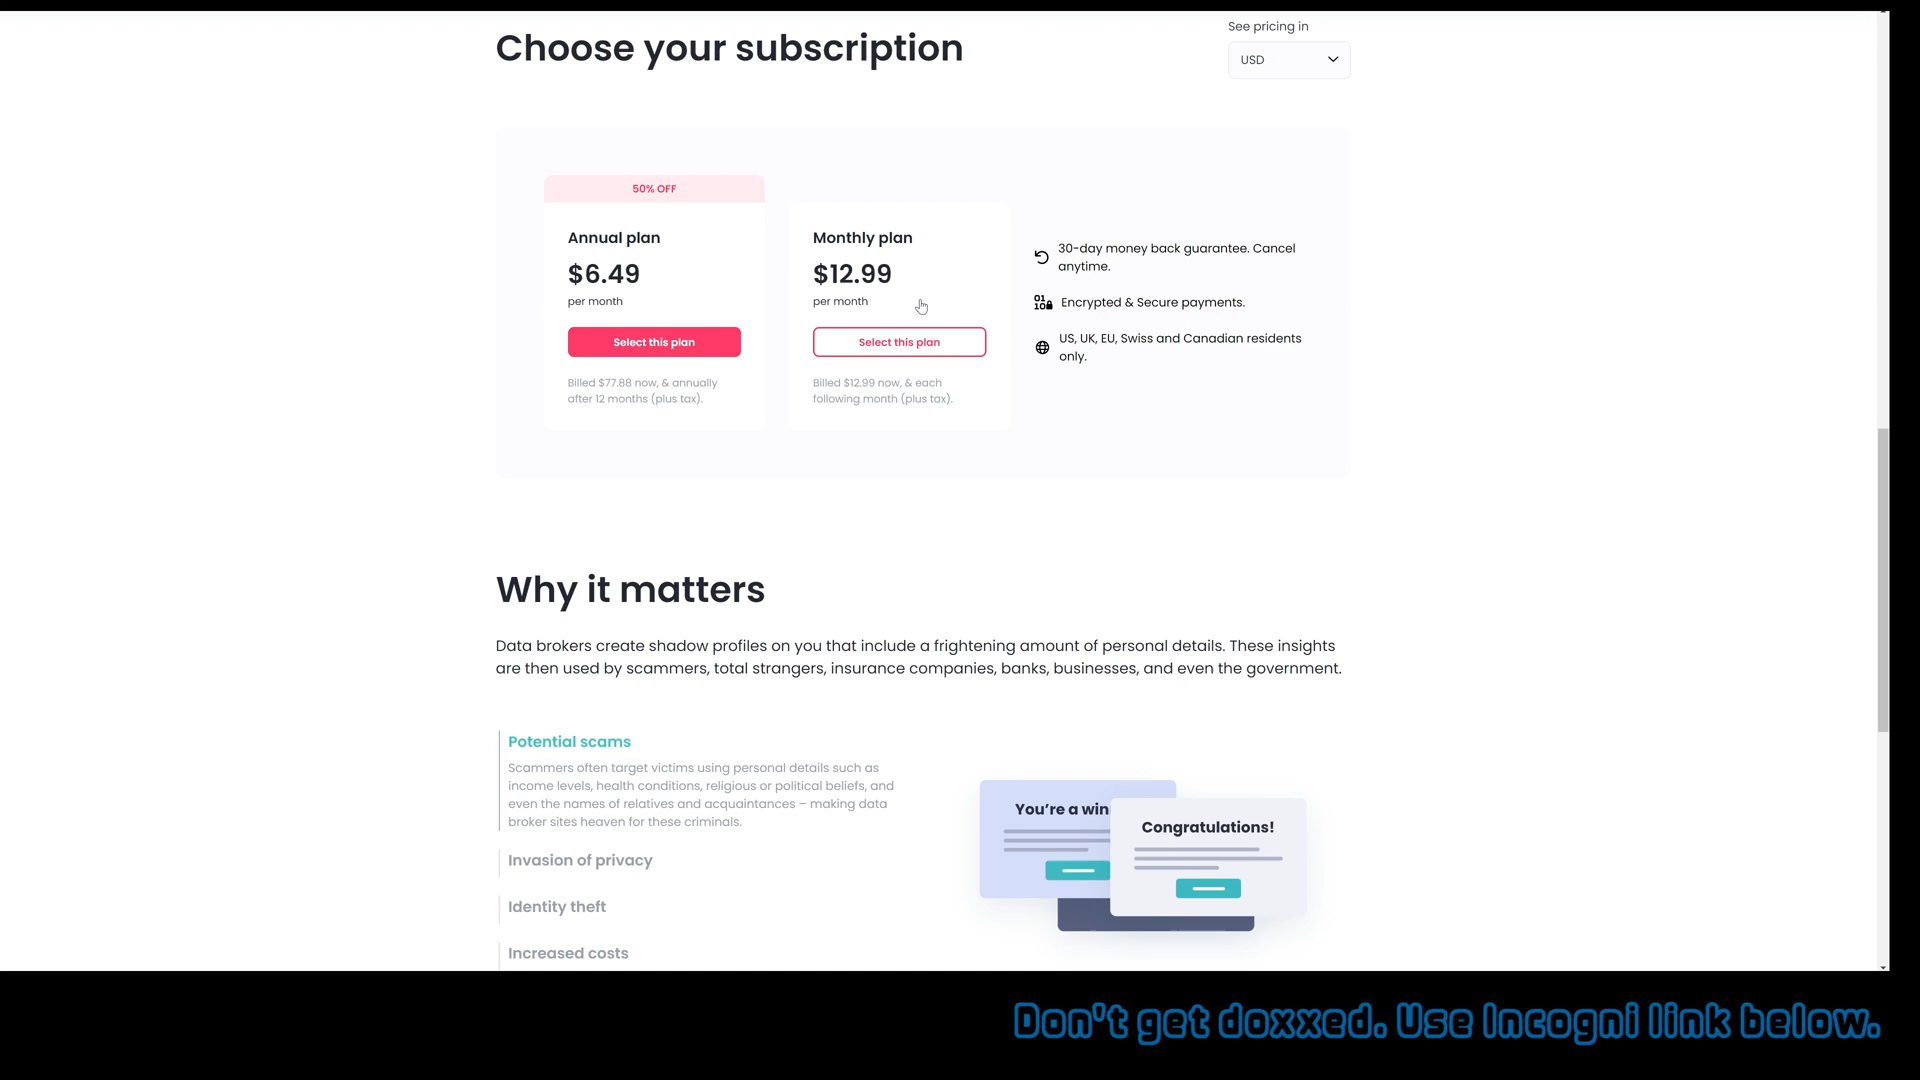 Choose your subscription
See pricing in
USD
50% OFF
Annual plan
$6.49
per month
Select this plan
Billed $77.88 now, & annually
after 12 months (plus tax).
Monthly plan
$12.99
per month
Select this plan
Billed $12.99 now, & each
following month (plus tax).
30-day money back guarantee. Cancel
anytime.
Encrypted & Secure payments.
US, UK, EU, Swiss and Canadian residents
only.
Why it matters
Data brokers create shadow profiles on you that include a frightening amount of personal details. These insights
are then used by scammers, total strangers, insurance companies, banks, businesses, and even the government.
Potential scams
Scammers often target victims using personal details such as
income levels, health conditions, religious or political beliefs, and
even the names of relatives and acquaintances – making data
broker sites heaven for these criminals.
Invasion of privacy
Identity theft
Increased costs
You're a win
Congratulations!
Don't get doxxed. Use Incogni link below.